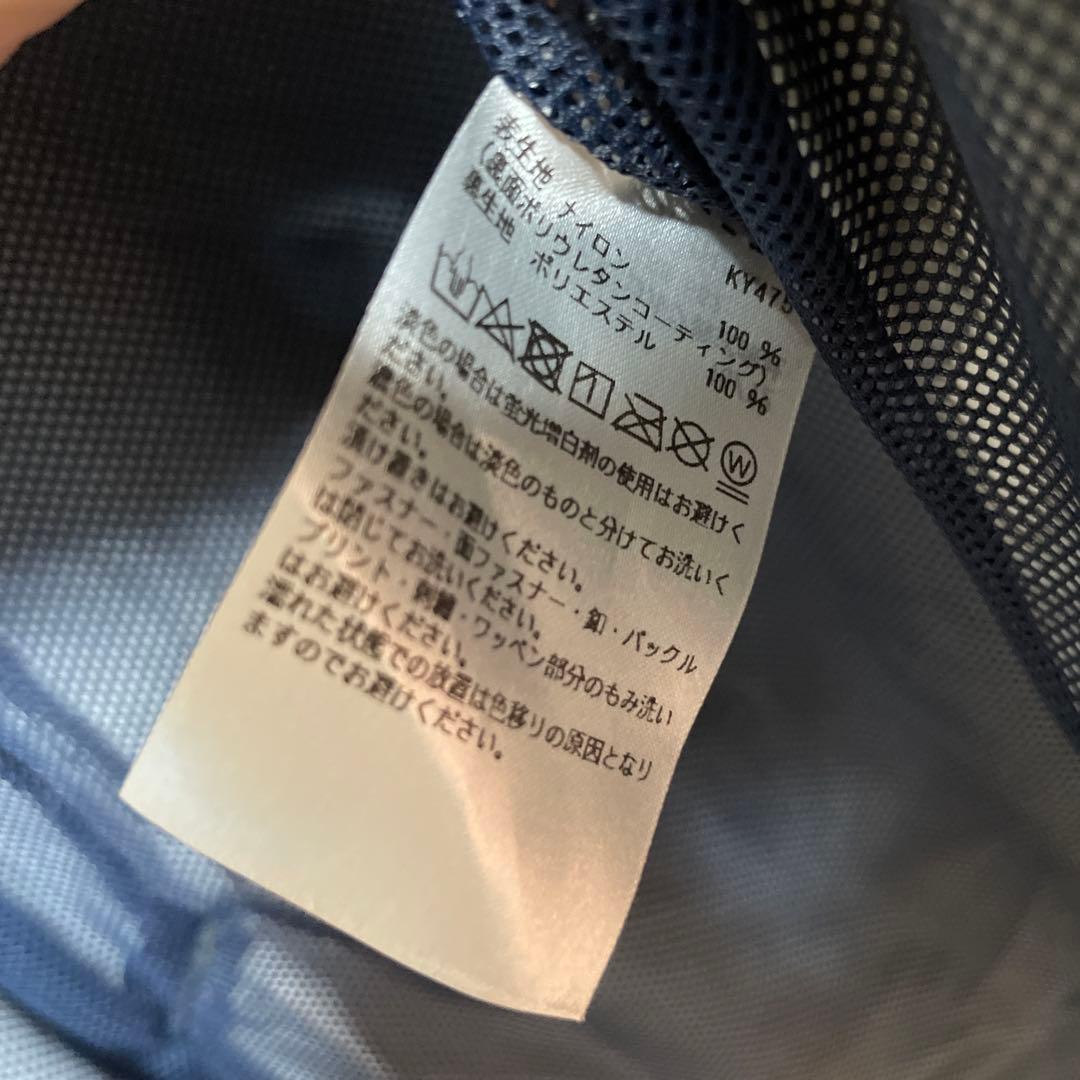 KY475
表生地 ナイロン 100 %
(裏面ポリウレタンコーティング)
裏生地 ポリエステル 100 %
W
淡色の場合は蛍光増白剤の使用はお避けく
ださい。
濃色の場合は淡色のものと分けてお洗いく
ださい。
漬け置きはお避けください。
ファスナー・面ファスナー・釦・バックル
は閉じてお洗いください。
プリント・刺繍・ワッペン部分のもみ洗い
はお避けください。
濡れた状態での放置は色移りの原因となり
ますのでお避けください。